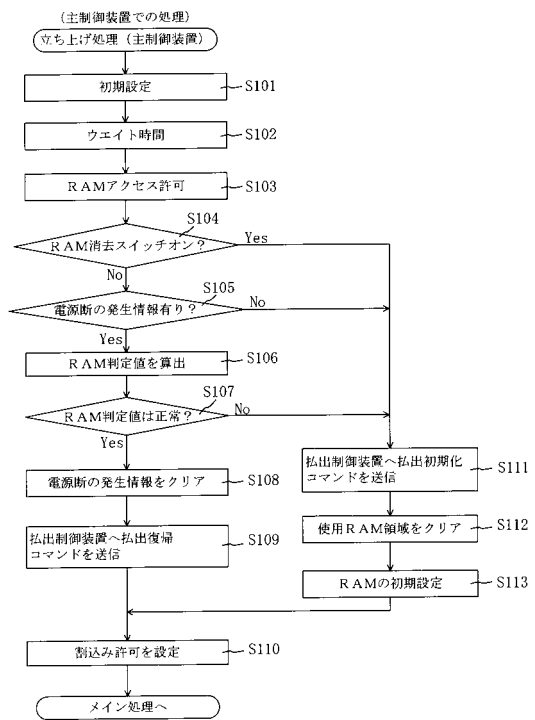 (主制御装置での処理)
立ち上げ処理(主制御装置)
初期設定
S101
ウエイト時間
S102
RAMアクセス許可
S103
S104
RAM消去スイッチオン?
Yes
No
S105
電源断の発生情報有り?
No
Yes
RAM判定値を算出
S106
S107
RAM判定値は正常?
No
Yes
電源断の発生情報をクリア
S108
払出制御装置へ払出復帰
コマンドを送信
S109
払出制御装置へ払出初期化
コマンドを送信
S111
使用RAM領域をクリア
S112
RAMの初期設定
S113
割込み許可を設定
S110
メイン処理へ